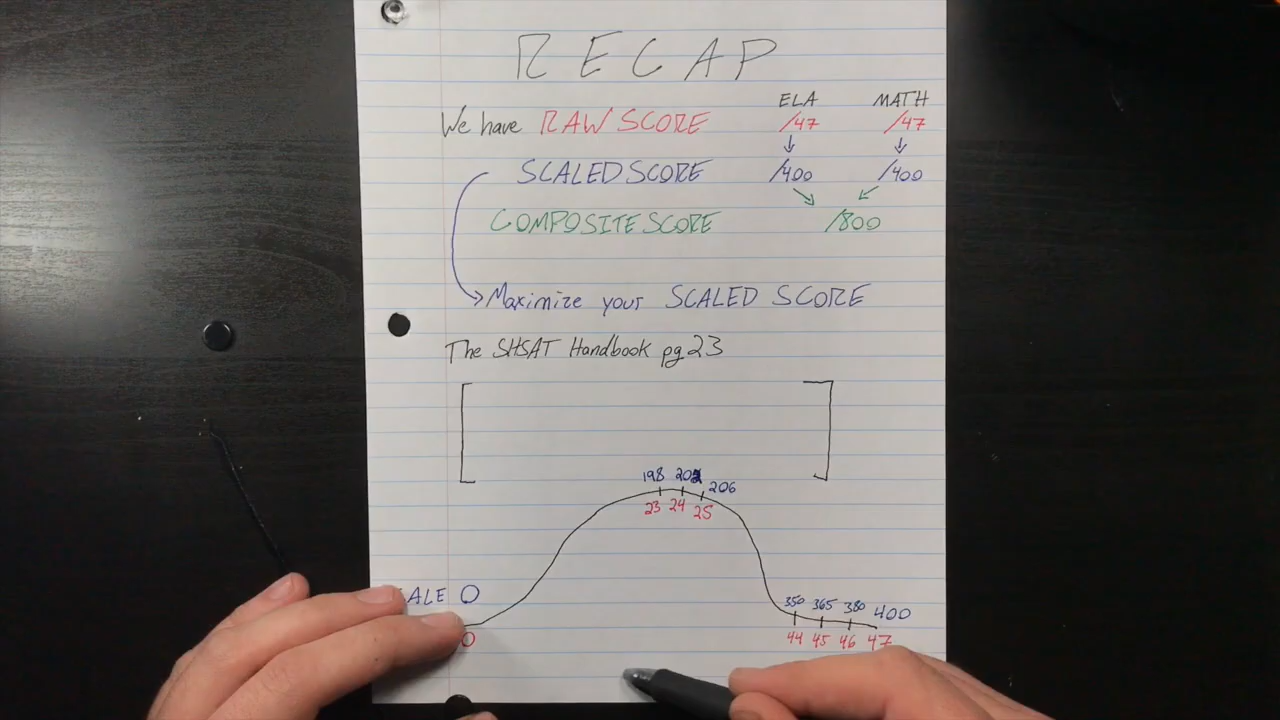 RECAP
ELA MATH
We have RAW SCORE /47 /47
SCALED SCORE /400 /400
COMPOSITE SCORE /800
Maximize your SCALED SCORE
The SHSAT Handbook pg 23
198 202 206
23 24 25
0 350 365 380 400
0 44 45 46 47